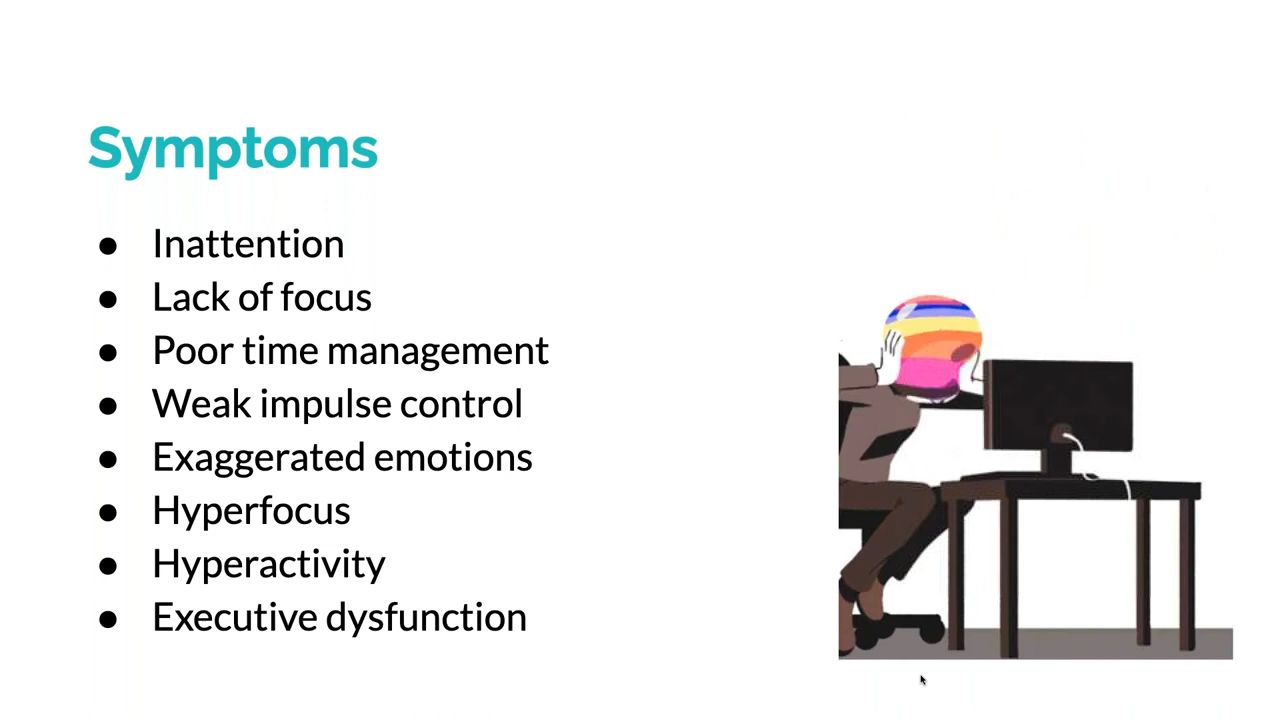 Symptoms
● Inattention
● Lack of focus
● Poor time management
● Weak impulse control
● Exaggerated emotions
● Hyperfocus
● Hyperactivity
● Executive dysfunction